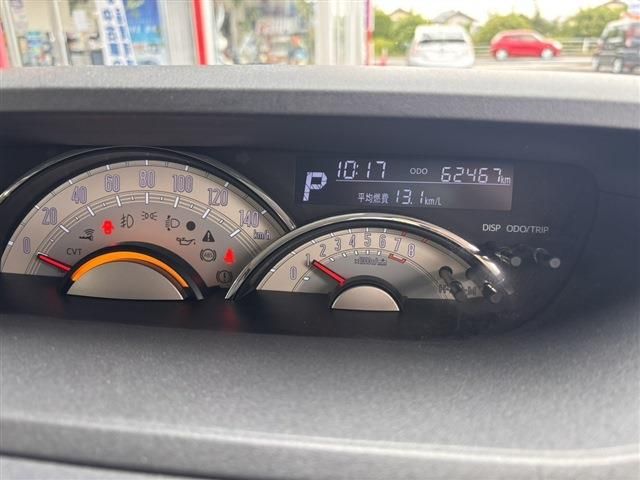 P 10:17 ODO 62467km
平均燃費 13.1km/L
DISP ODO/TRIP
0 20 40 60 80 100 120 140 km/h
CVT
ABS
0 1 2 3 4 5 6 7 8